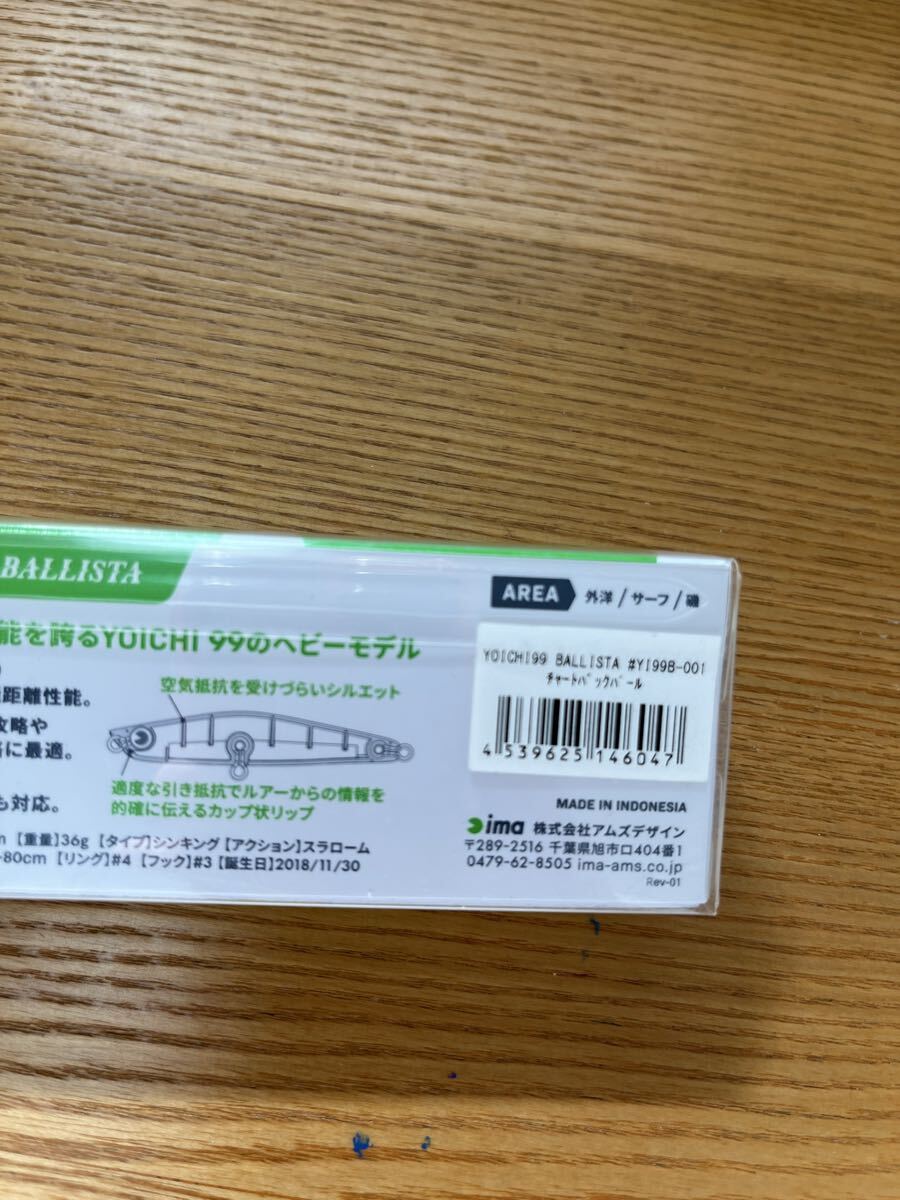 BALLISTA
能を誇るYOICHI 99のヘビーモデル
距離性能。
攻略や
に最適。
も対応。
空気抵抗を受けづらいシルエット
適度な引き抵抗でルアーからの情報を
的確に伝えるカップ状リップ
【重量】36g 【タイプ】シンキング 【アクション】スラローム
-80cm 【リング】#4 【フック】#3 【誕生日】2018/11/30
AREA 外洋/サーフ/磯
YOICHI99 BALLISTA #YI99B-001
チャートバックパール
4 539625 146047
MADE IN INDONESIA
ima 株式会社アムズデザイン
〒289-2516 千葉県旭市ロ404番1
0479-62-8505 ima-ams.co.jp
Rev-01